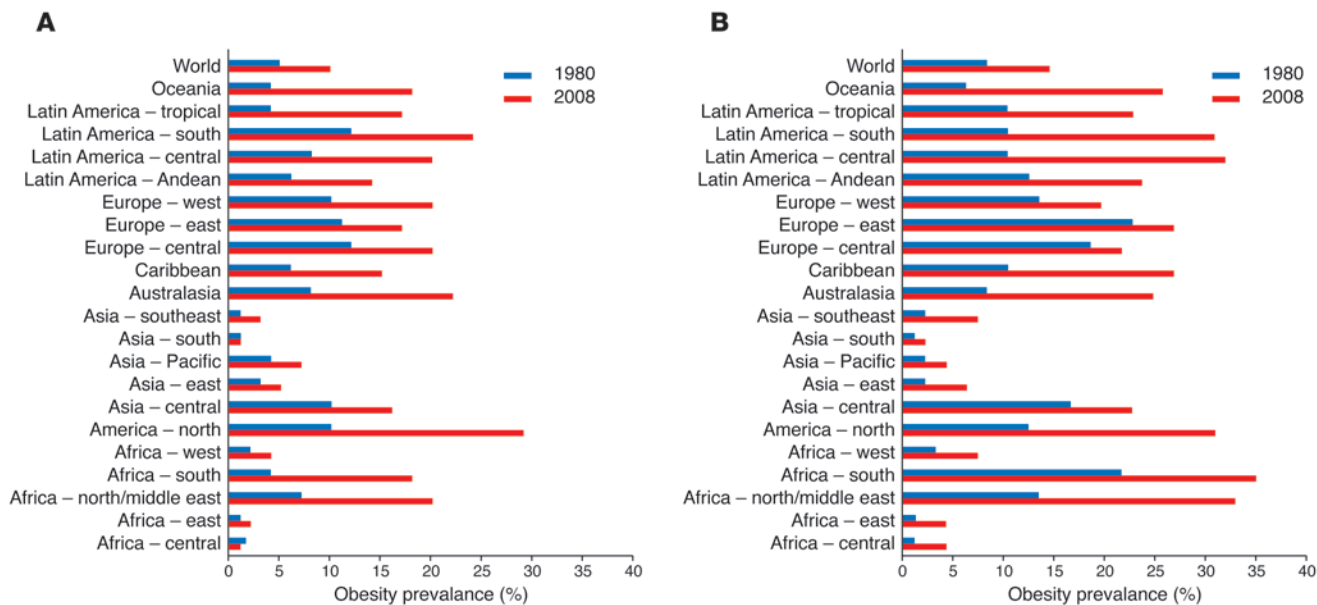 A
World
Oceania
Latin America – tropical
Latin America – south
Latin America – central
Latin America – Andean
Europe – west
Europe – east
Europe – central
Caribbean
Australasia
Asia – southeast
Asia – south
Asia – Pacific
Asia – east
Asia – central
America – north
Africa – west
Africa – south
Africa – north/middle east
Africa – east
Africa – central
1980
2008
0 5 10 15 20 25 30 35 40
Obesity prevalance (%)
B
World
Oceania
Latin America – tropical
Latin America – south
Latin America – central
Latin America – Andean
Europe – west
Europe – east
Europe – central
Caribbean
Australasia
Asia – southeast
Asia – south
Asia – Pacific
Asia – east
Asia – central
America – north
Africa – west
Africa – south
Africa – north/middle east
Africa – east
Africa – central
1980
2008
0 5 10 15 20 25 30 35 40
Obesity prevalance (%)